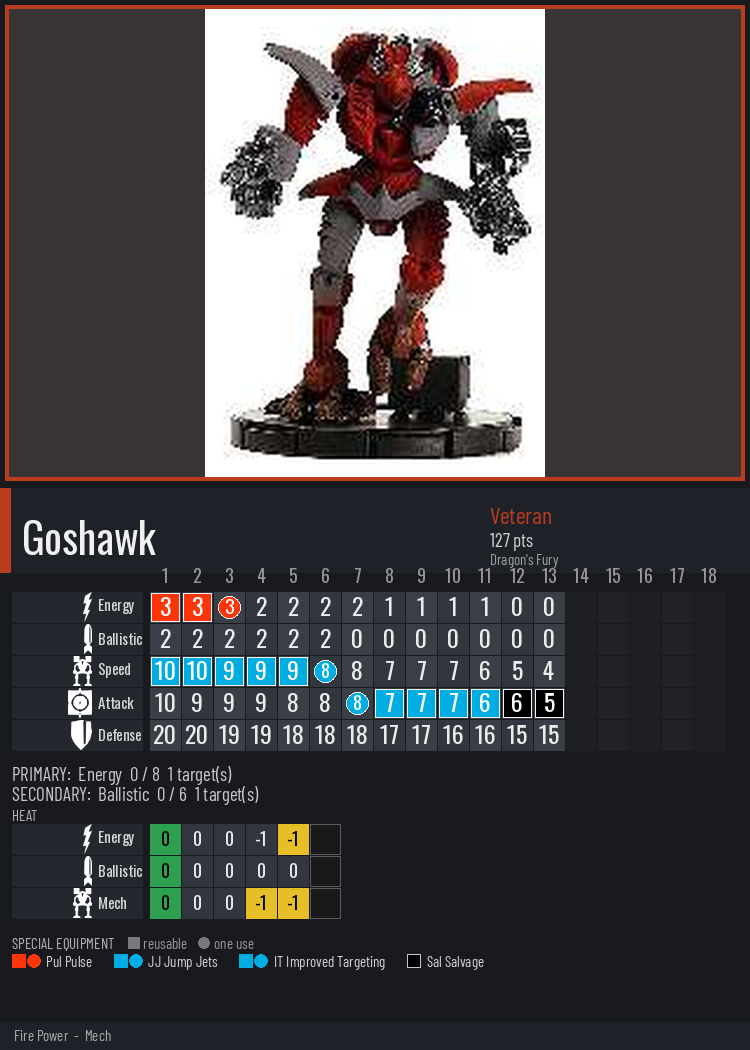 Goshawk
Veteran
127 pts
Dragon's Fury
1 2 3 4 5 6 7 8 9 10 11 12 13 14 15 16 17 18
Energy 3 3 3 2 2 2 2 1 1 1 1 0 0
Ballistic 2 2 2 2 2 2 0 0 0 0 0 0 0
Speed 10 10 9 9 9 8 8 7 7 7 6 5 4
Attack 10 9 9 9 8 8 8 7 7 7 6 6 5
Defense 20 20 19 19 18 18 18 17 17 16 16 15 15
PRIMARY: Energy 0 / 8 1 target(s)
SECONDARY: Ballistic 0 / 6 1 target(s)
HEAT
Energy 0 0 0 -1 -1
Ballistic 0 0 0 0 0
Mech 0 0 0 -1 -1
SPECIAL EQUIPMENT reusable one use
Pul Pulse JJ Jump Jets IT Improved Targeting Sal Salvage
Fire Power - Mech